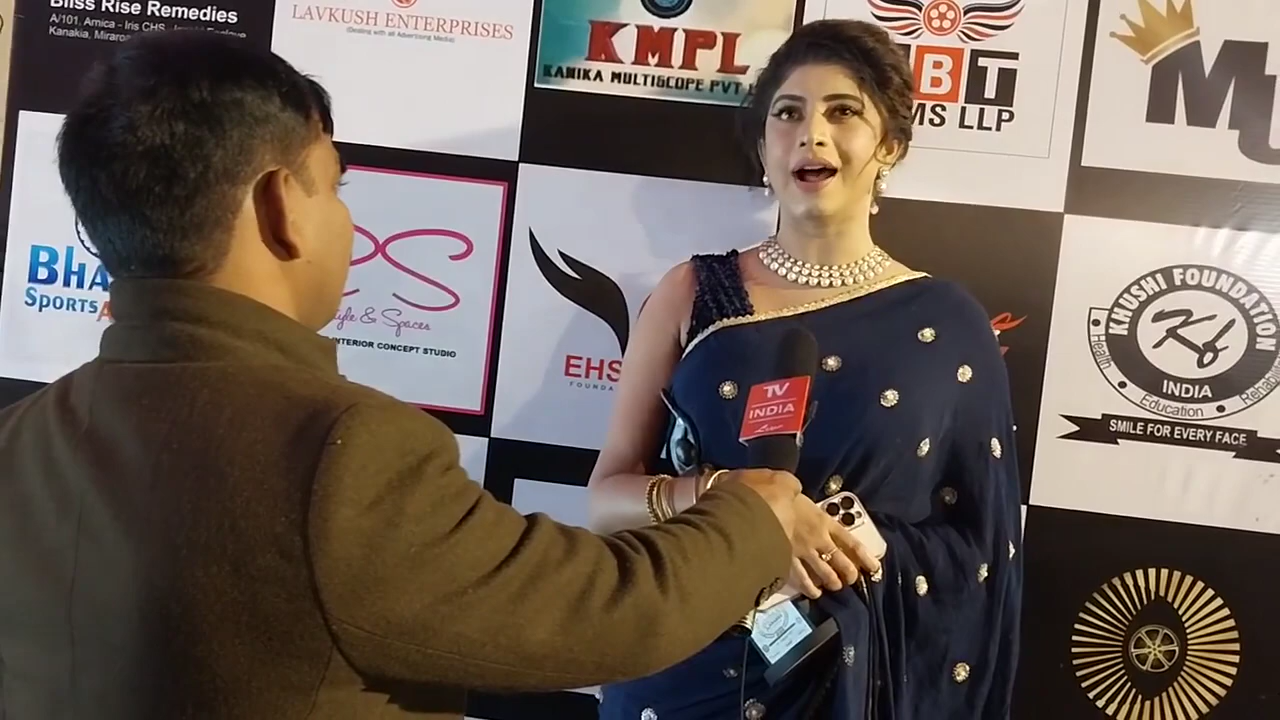 Bliss Rise Remedies
A/101. Amica - Iris CHS.
Kanakia,
LAVKUSH ENTERPRISES
(Dealing with all Advertising Media)
KMPL
KANIKA MULTISCOPE PVT
BT
MS LLP
BHA
SPORTS
S
& Spaces
INTERIOR CONCEPT STUDIO
EHS
FOUNDA
TV
INDIA
Live
KHUSHI FOUNDATION
Kf
INDIA
Health
Education
SMILE FOR EVERY FACE